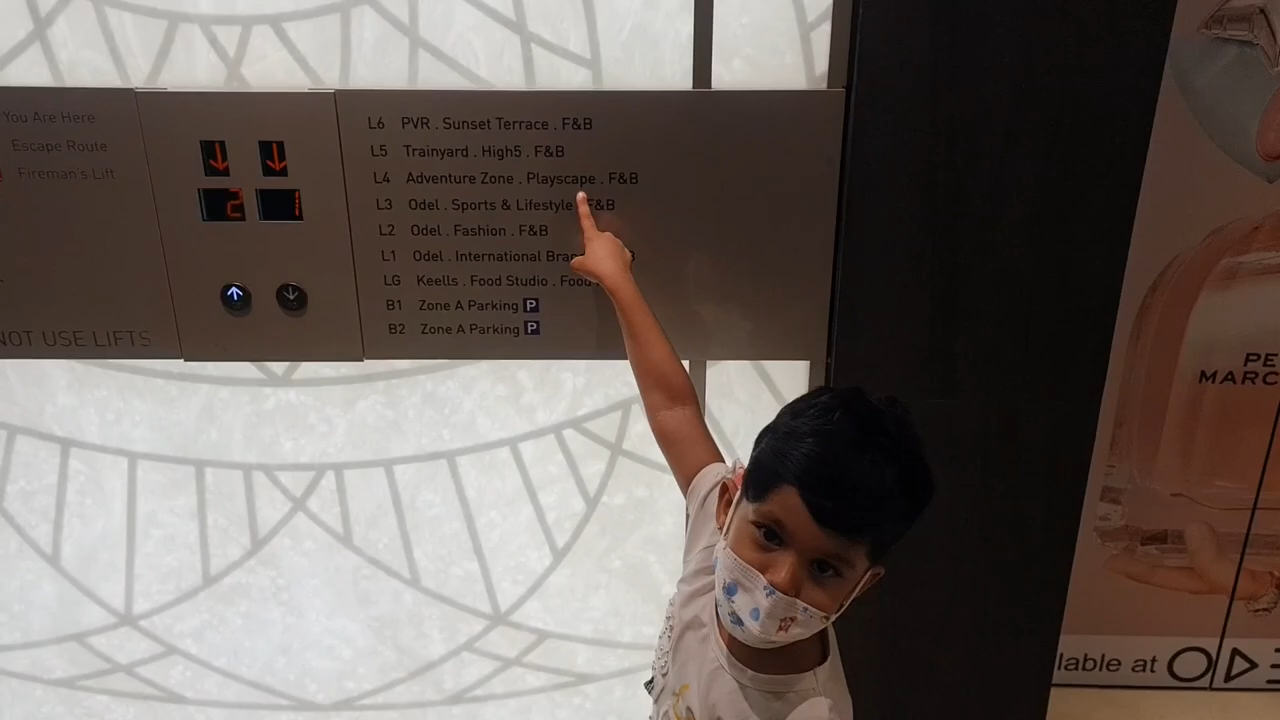 You Are Here
Escape Route
Fireman's Lift
NOT USE LIFTS
2 1
L6 PVR . Sunset Terrace . F&B
L5 Trainyard . High5 . F&B
L4 Adventure Zone . Playscape . F&B
L3 Odel . Sports & Lifestyle F&B
L2 Odel . Fashion . F&B
L1 Odel . International Bran B
LG Keells . Food Studio . Food
B1 Zone A Parking P
B2 Zone A Parking P
PE
MARC
lable at